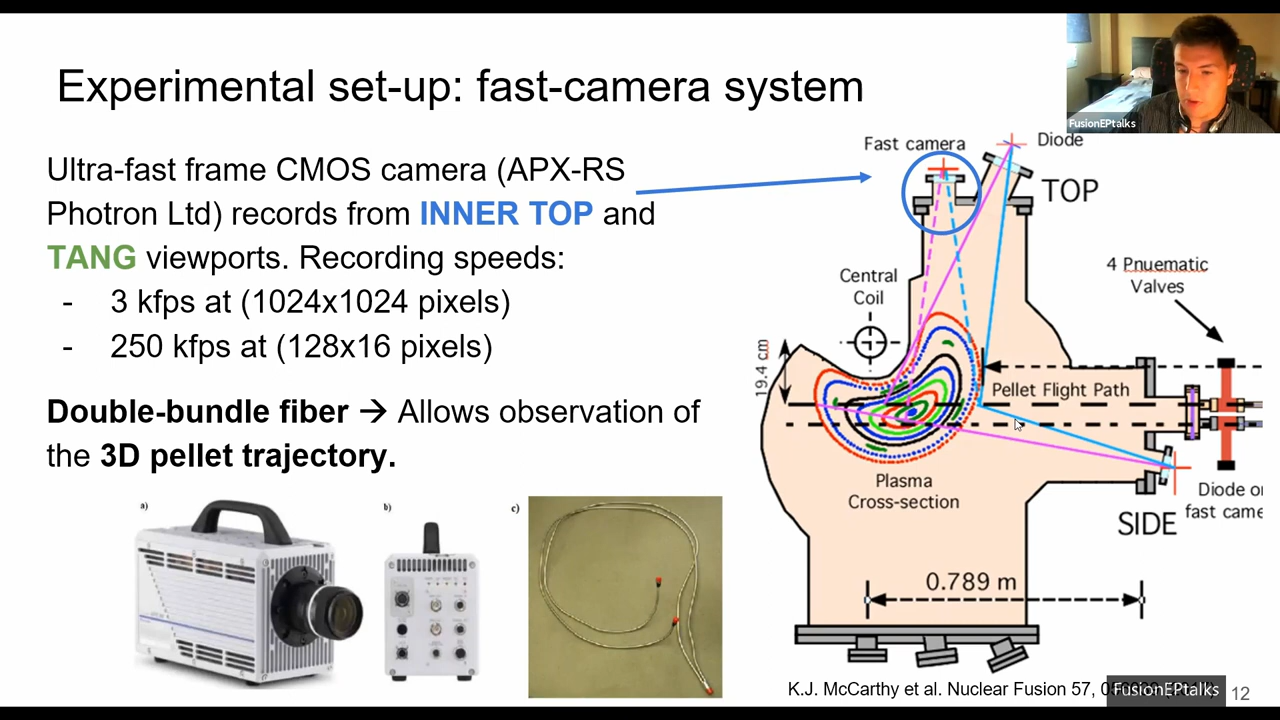 FusionEPtalks
Experimental set-up: fast-camera system
Ultra-fast frame CMOS camera (APX-RS
Photron Ltd) records from INNER TOP and
TANG viewports. Recording speeds:
- 3 kfps at (1024x1024 pixels)
- 250 kfps at (128x16 pixels)
Double-bundle fiber → Allows observation of
the 3D pellet trajectory.
a)
b)
c)
Fast camera
Diode
TOP
4 Pnuematic
Valves
Central
Coil
19.4 cm
Pellet Flight Path
Plasma
Cross-section
Diode or
fast came
SIDE
0.789 m
K.J. McCarthy et al. Nuclear Fusion 57,
FusionEPtalks
12